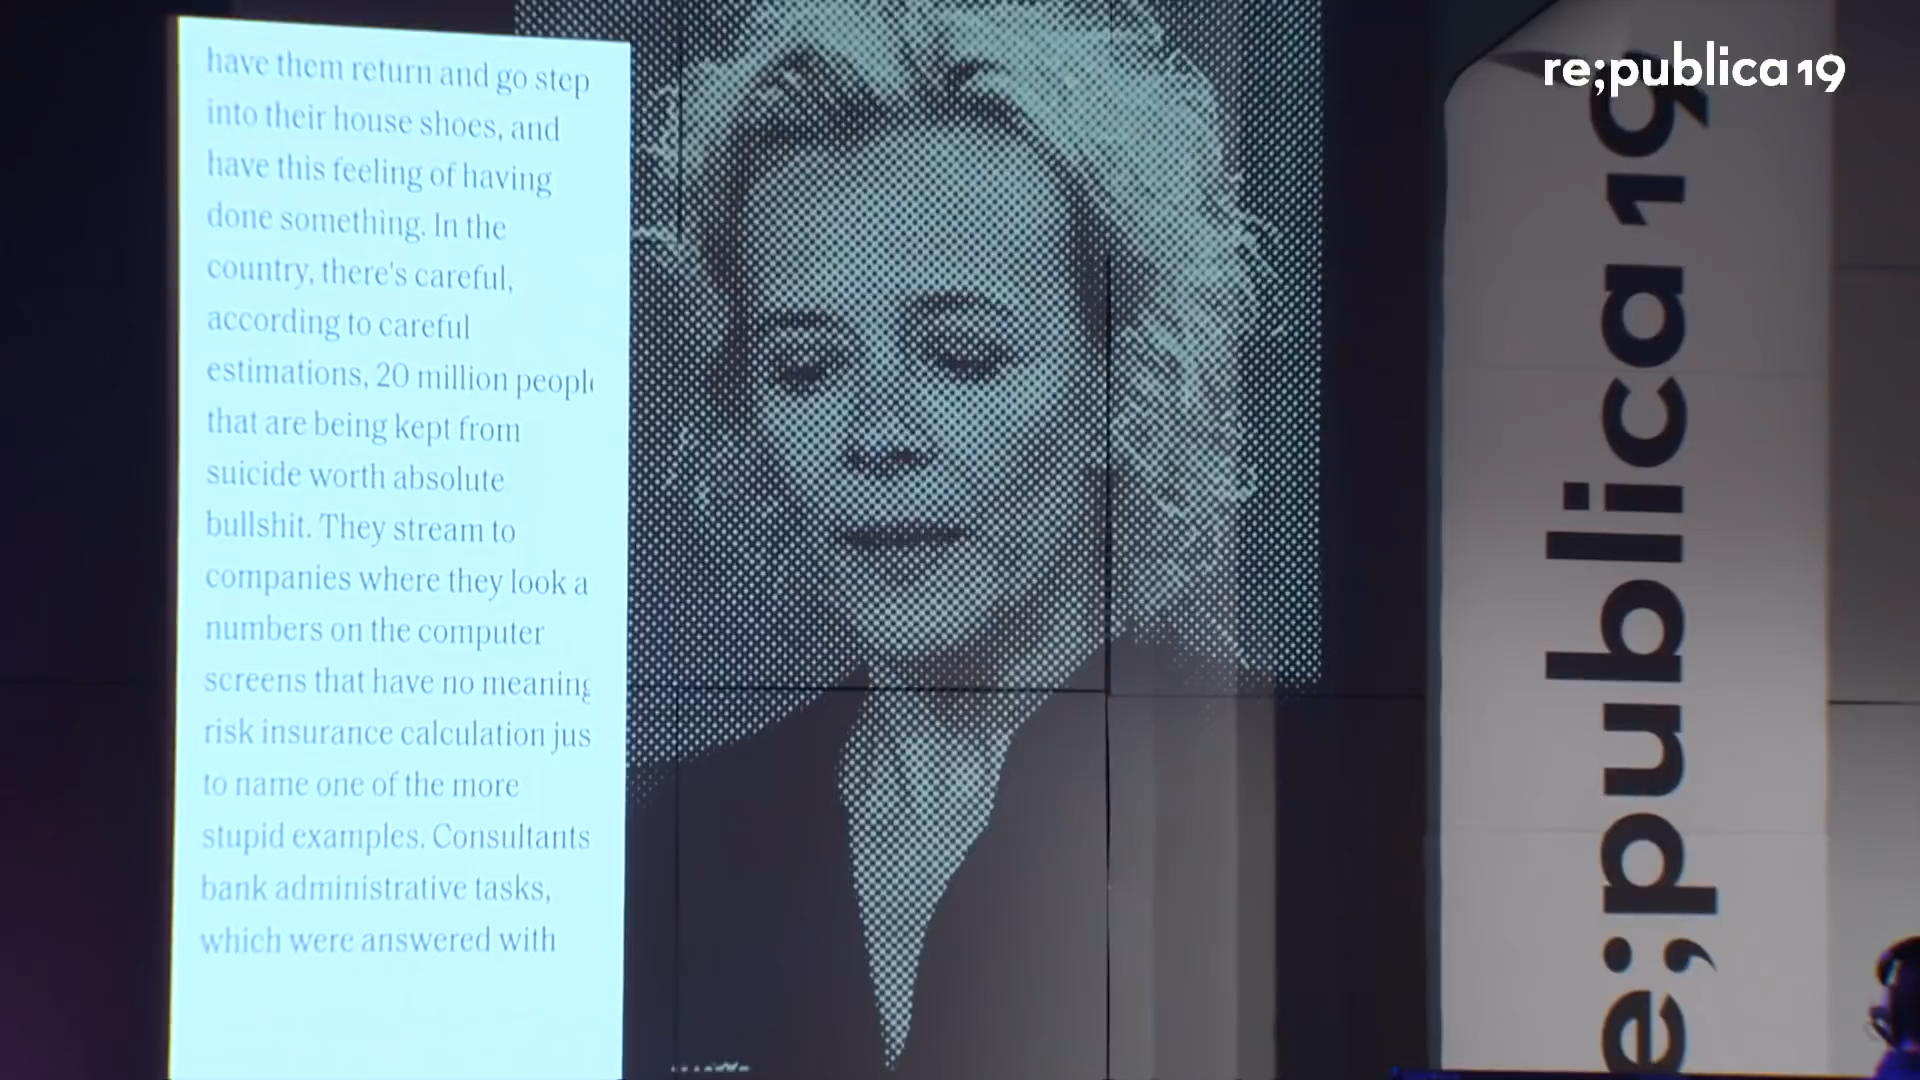 have them return and go step
into their house shoes, and
have this feeling of having
done something. In the
country, there's careful,
according to careful
estimations, 20 million people
that are being kept from
suicide worth absolute
bullshit. They stream to
companies where they look a
numbers on the computer
screens that have no meaning
risk insurance calculation jus
to name one of the more
stupid examples. Consultants
bank administrative tasks,
which were answered with
re;publica 19
e;publica 19